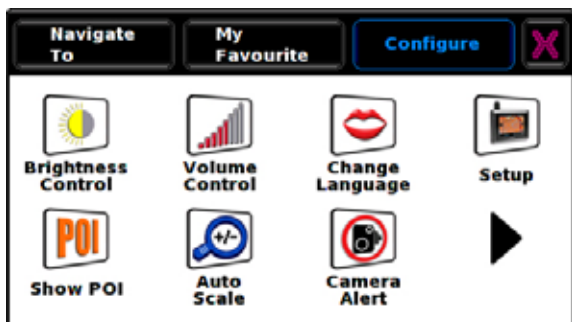 Navigate
To
My
Favourite
Configure
X
Brightness
Control
Volume
Control
Change
Language
Setup
POI
Show POI
+/-
Auto
Scale
Camera
Alert